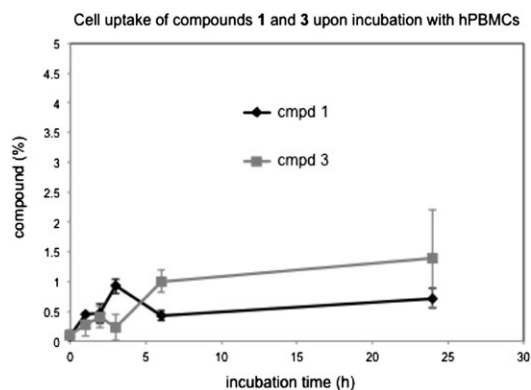 Cell uptake of compounds 1 and 3 upon incubation with hPBMCs
5
4.5
4
3.5
3
2.5
2
1.5
1
0.5
0
compound (%)
cmpd 1
cmpd 3
0 5 10 15 20 25 30
incubation time (h)